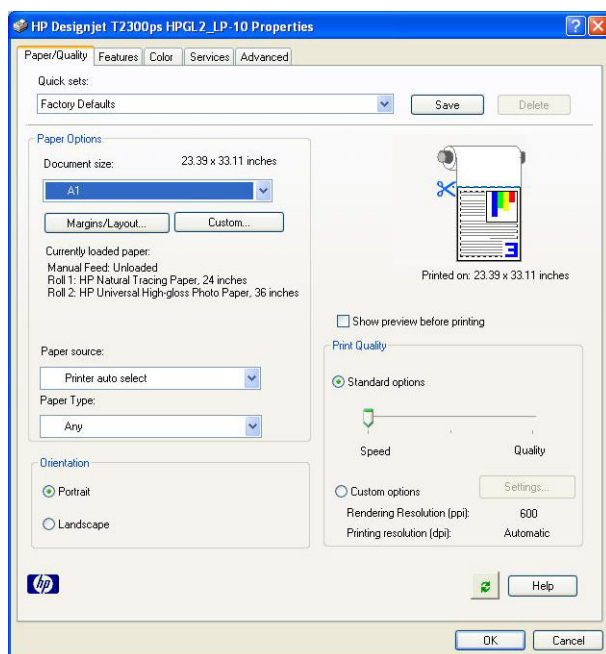 HP Designjet T2300ps HPGL2_LP-10 Properties
Paper/Quality Features Color Services Advanced
Quick sets:
Factory Defaults
Save
Delete
Paper Options
Document size: 23.39 x 33.11 inches
A1
Margins/Layout... Custom...
Currently loaded paper:
Manual Feed: Unloaded
Roll 1: HP Natural Tracing Paper, 24 inches
Roll 2: HP Universal High-gloss Photo Paper, 36 inches
Paper source:
Printer auto select
Paper Type:
Any
Orientation
Portrait
Landscape
3
Printed on: 23.39 x 33.11 inches
Show preview before printing
Print Quality
Standard options
Speed Quality
Custom options Settings...
Rendering Resolution (ppi): 600
Printing resolution (dpi): Automatic
hp
Help
OK Cancel